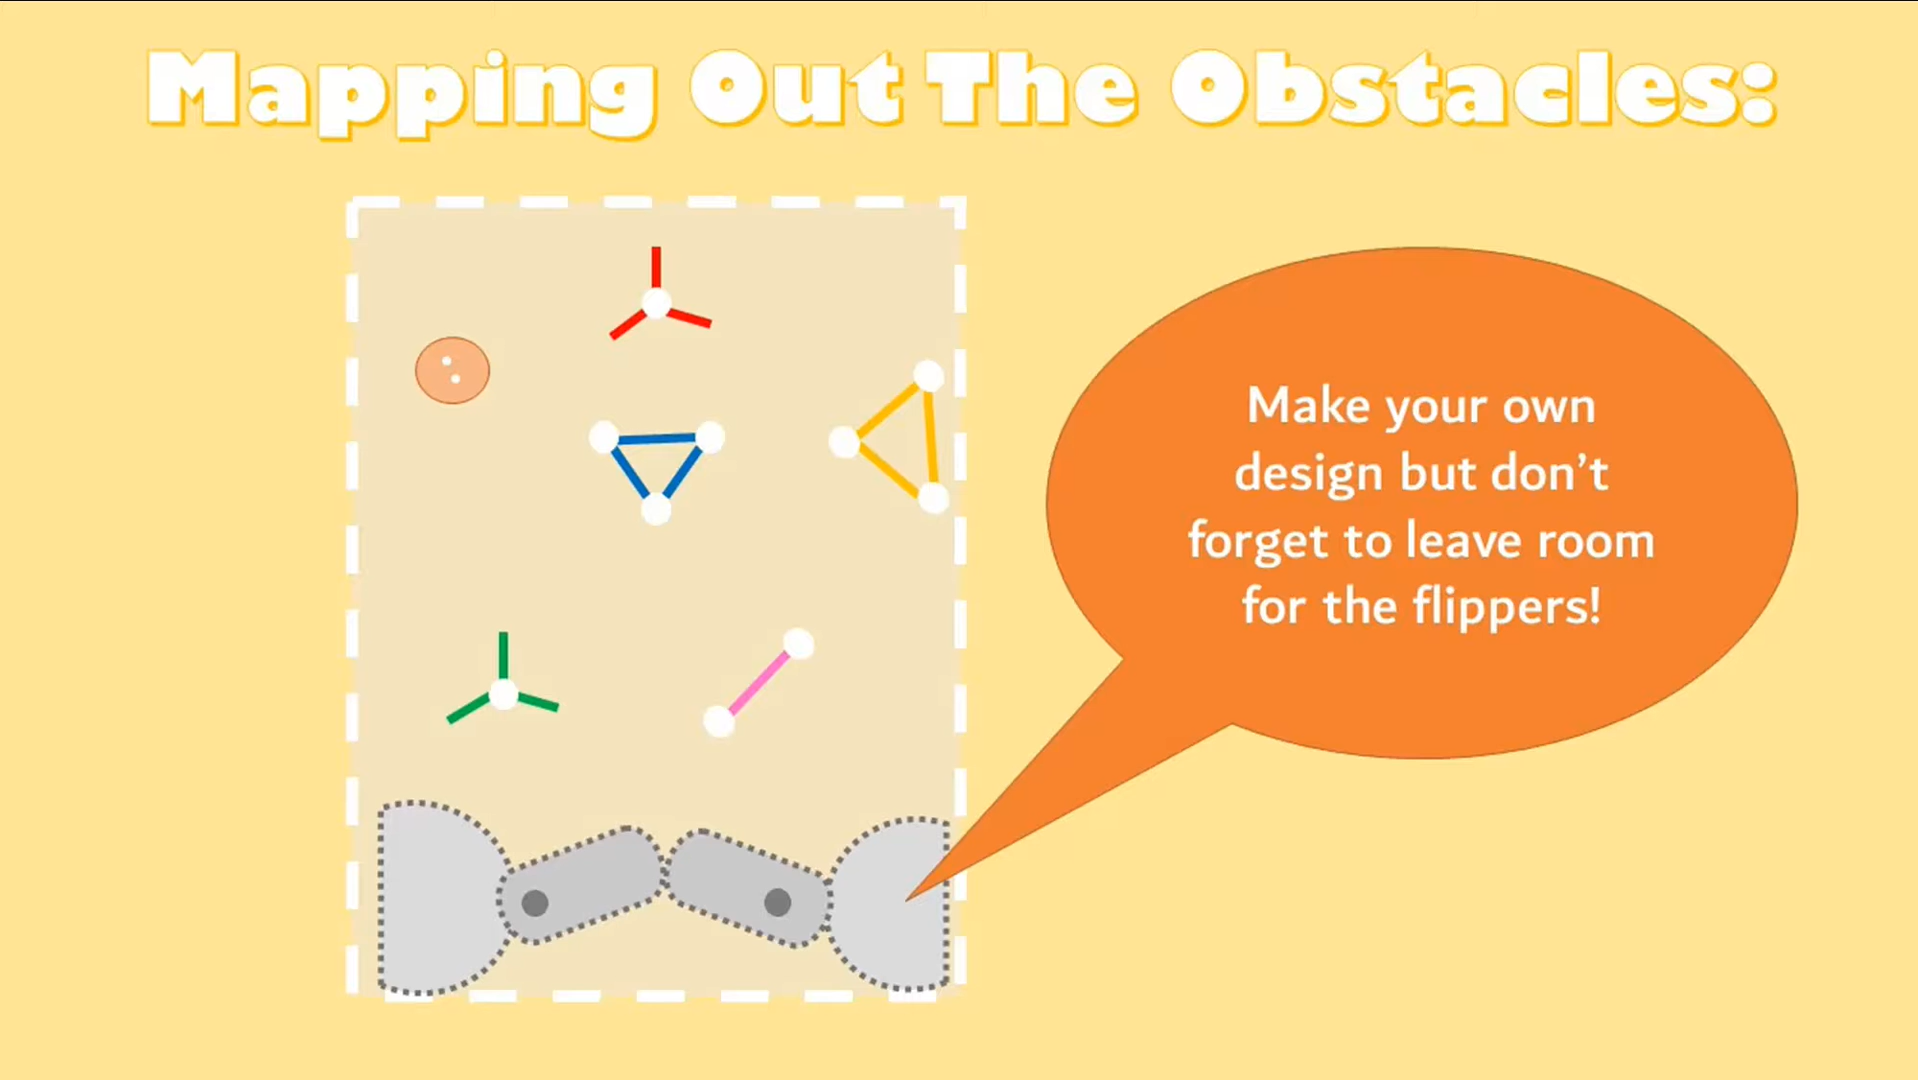 Mapping Out The Obstacles:
Make your own
design but don’t
forget to leave room
for the flippers!